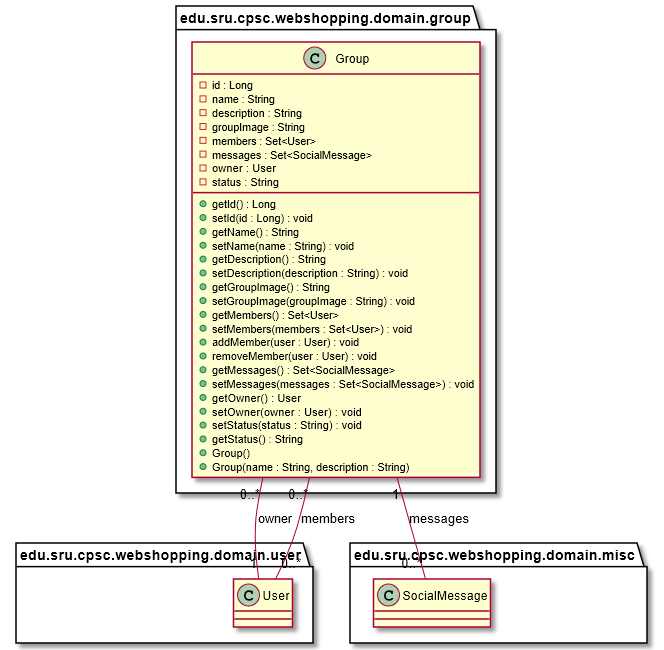 edu.sru.cpsc.webshopping.domain.group
C Group
id : Long
name : String
description : String
groupImage : String
members : Set<User>
messages : Set<SocialMessage>
owner : User
status : String
getId() : Long
setId(id : Long) : void
getName() : String
setName(name : String) : void
getDescription() : String
setDescription(description : String) : void
getGroupImage() : String
setGroupImage(groupImage : String) : void
getMembers() : Set<User>
setMembers(members : Set<User>) : void
addMember(user : User) : void
removeMember(user : User) : void
getMessages() : Set<SocialMessage>
setMessages(messages : Set<SocialMessage>) : void
getOwner() : User
setOwner(owner : User) : void
setStatus(status : String) : void
getStatus() : String
Group()
Group(name : String, description : String)
0..* 0..* 1
owner members messages
edu.sru.cpsc.webshopping.domain.user edu.sru.cpsc.webshopping.domain.misc
1 0..* 0..*
C User C SocialMessage